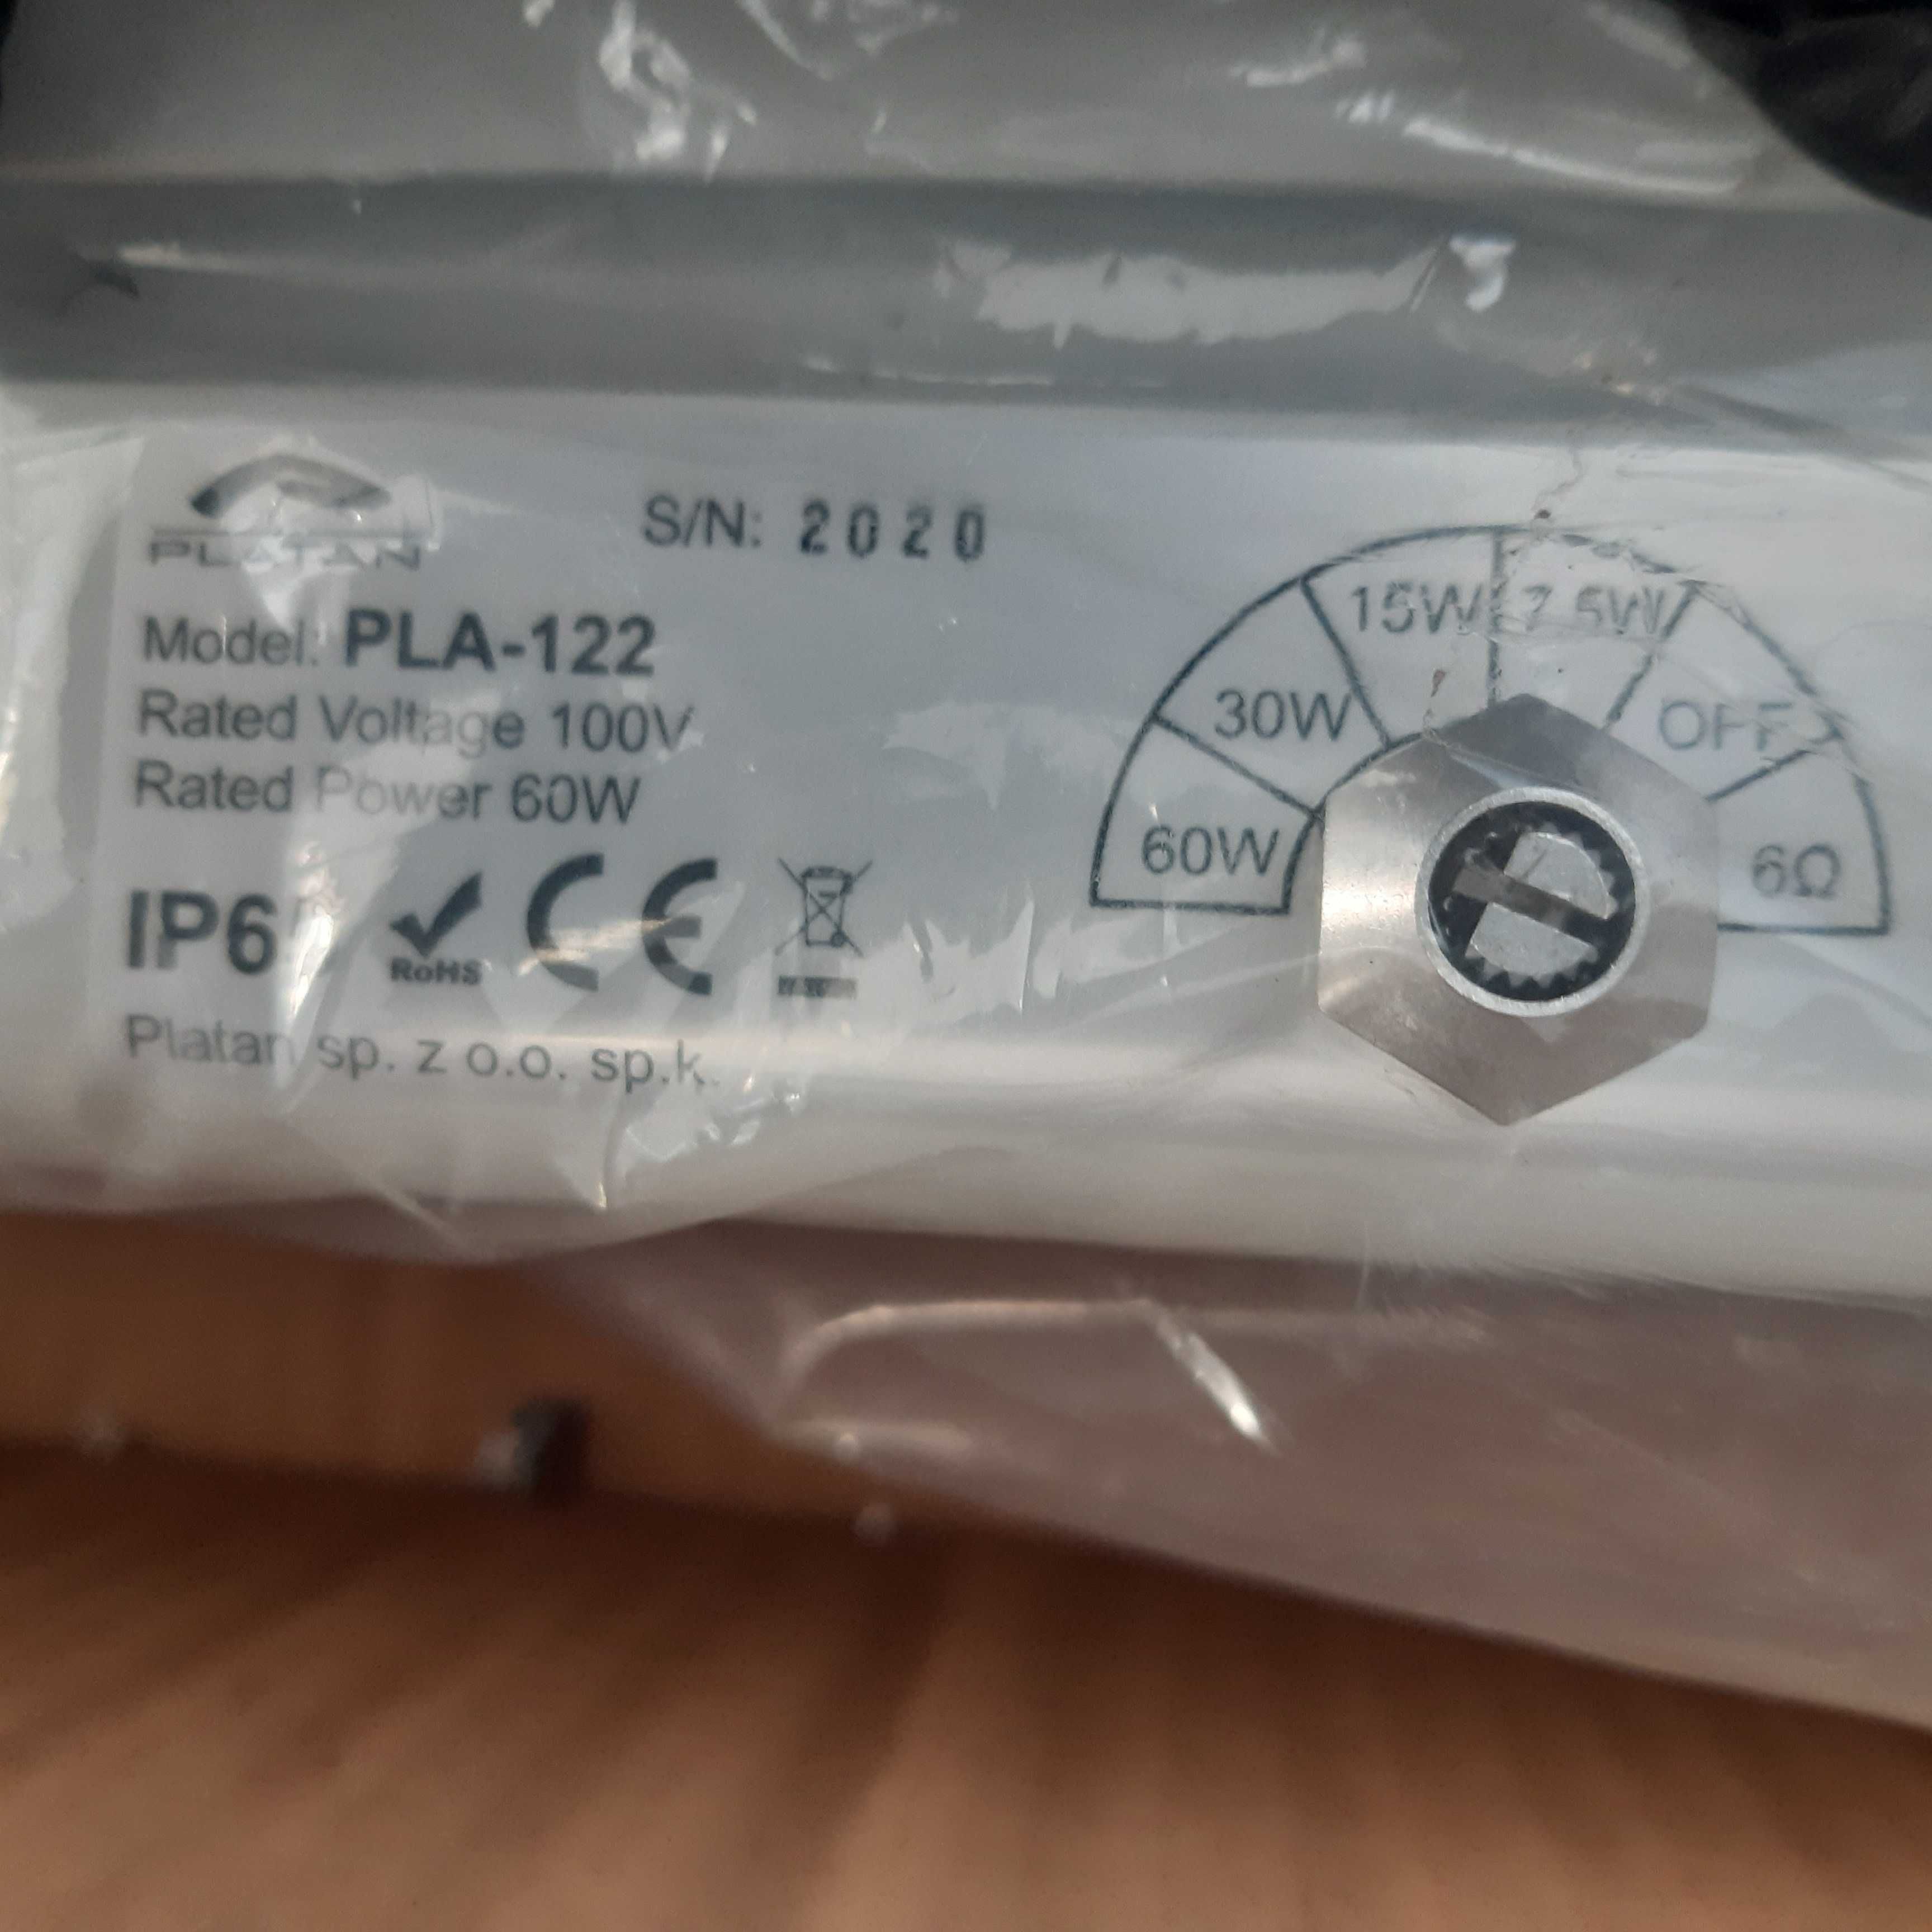 PLATAN
S/N: 2020
Model: PLA-122
Rated Voltage 100V
Rated Power 60W
RoHS CE
Platan sp. z o.o. sp.k.
60W
30W
15W
7.5W
OFF
6Ω